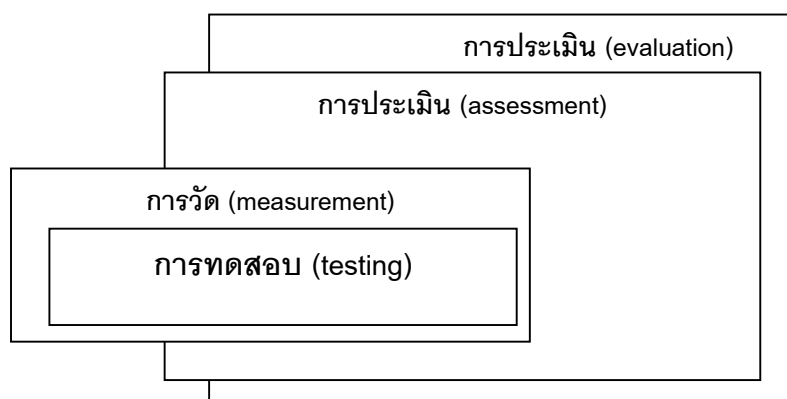 การประเมิน (evaluation)
การประเมิน (assessment)
การวัด (measurement)
การทดสอบ (testing)